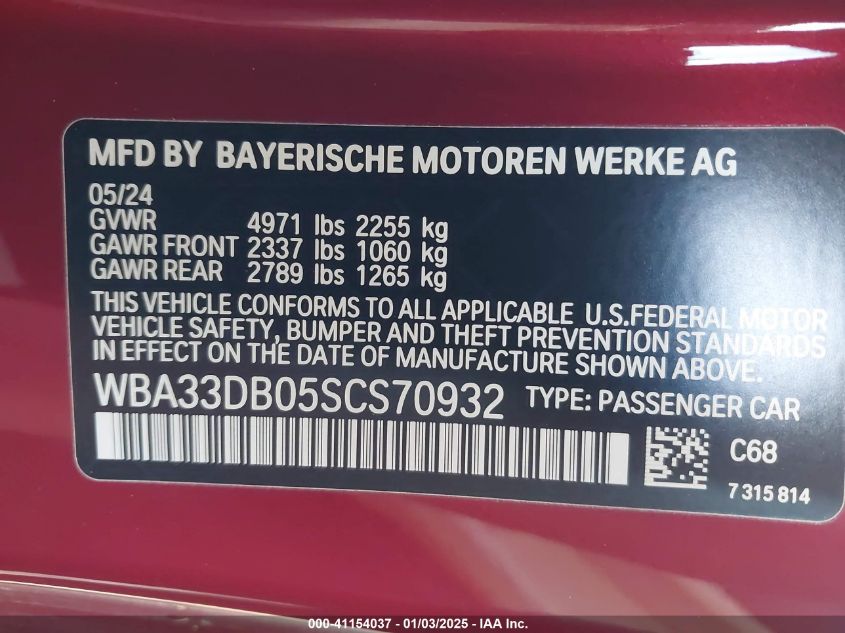 MFD BY BAYERISCHE MOTOREN WERKE AG
05/24
GVWR 4971 lbs 2255 kg
GAWR FRONT 2337 lbs 1060 kg
GAWR REAR 2789 lbs 1265 kg
THIS VEHICLE CONFORMS TO ALL APPLICABLE U.S.FEDERAL MOTOR
VEHICLE SAFETY, BUMPER AND THEFT PREVENTION STANDARDS
IN EFFECT ON THE DATE OF MANUFACTURE SHOWN ABOVE.
WBA33DB05SCS70932 TYPE: PASSENGER CAR
C68
7 315 814
000-41154037 - 01/03/2025 - IAA Inc.